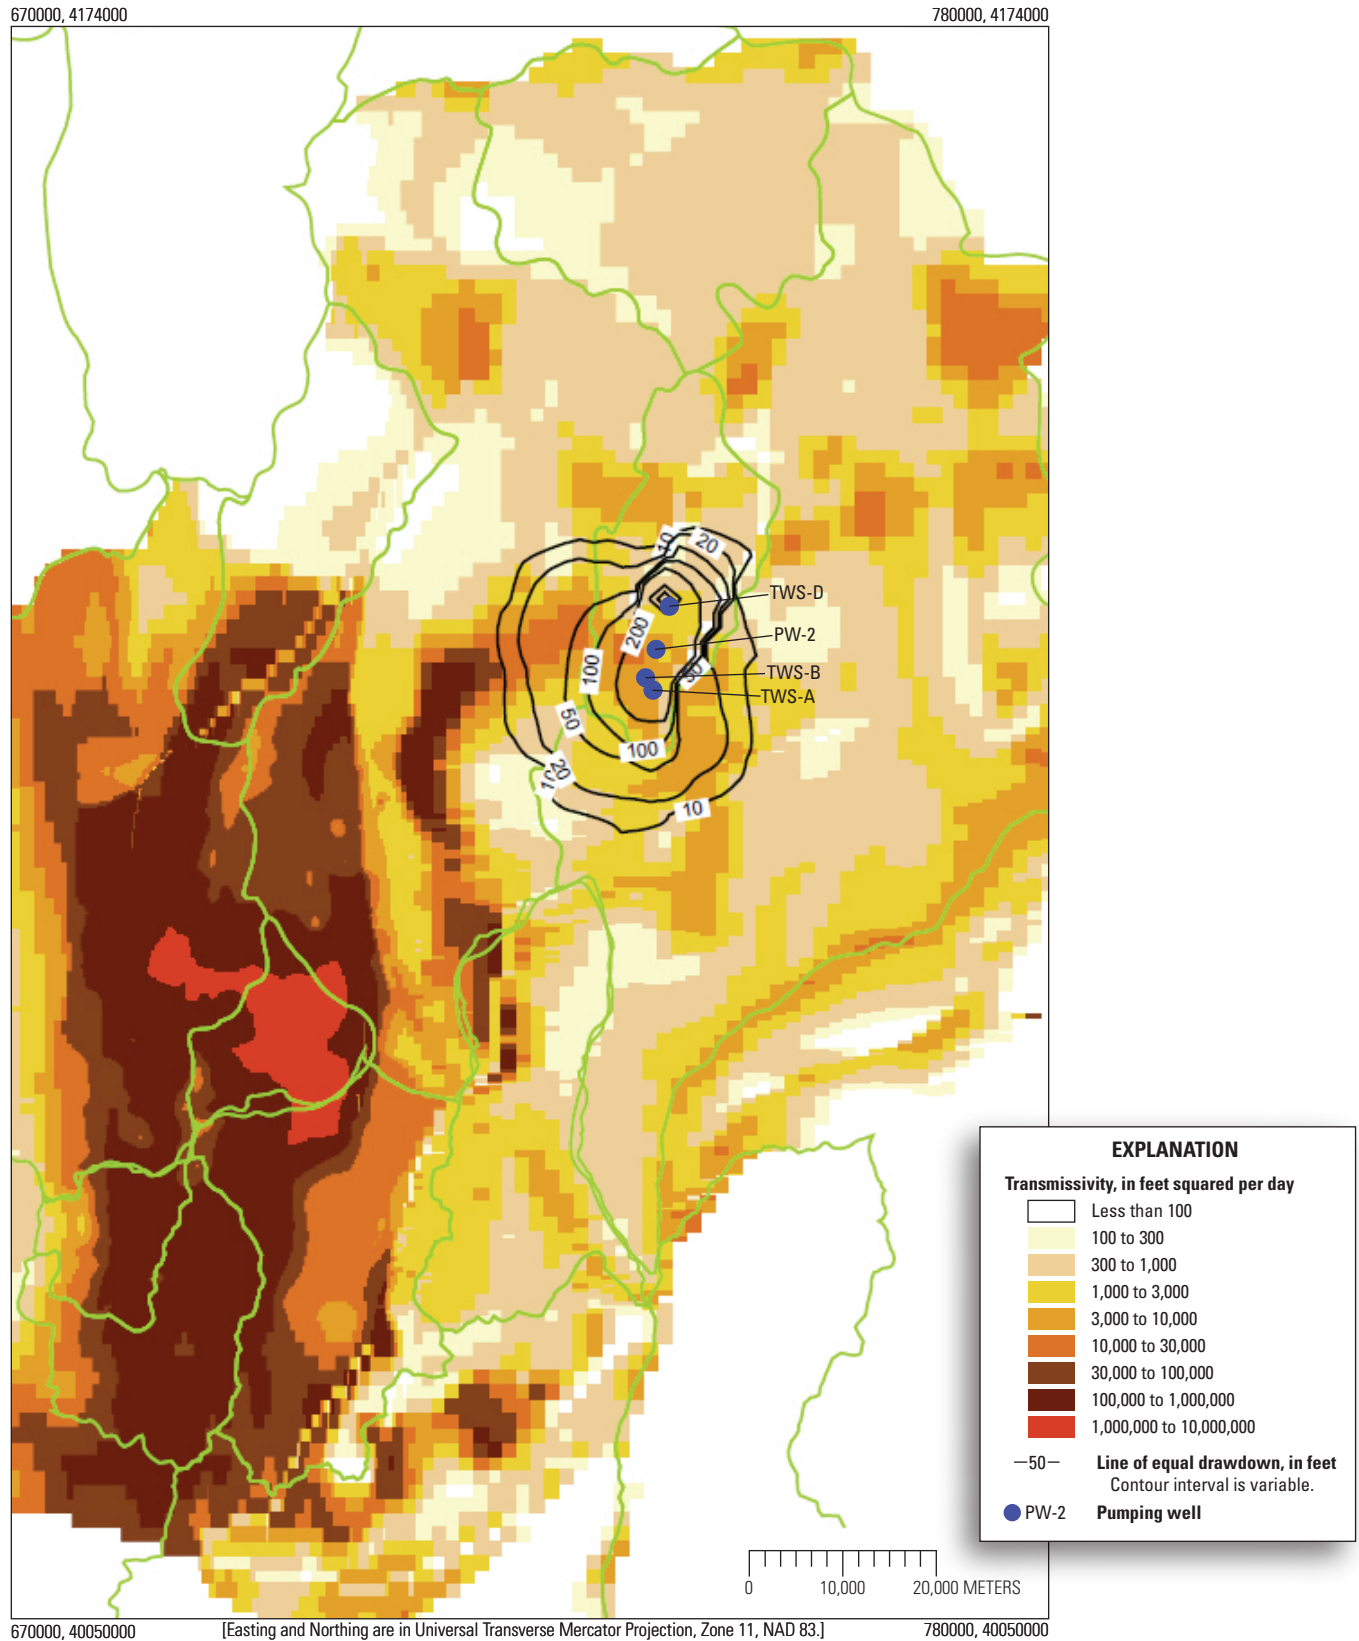 670000, 4174000
780000, 4174000
10
20
TWS-D
200
PW-2
100
50
TWS-B
TWS-A
50
100
20
10
10
EXPLANATION
Transmissivity, in feet squared per day
Less than 100
100 to 300
300 to 1,000
1,000 to 3,000
3,000 to 10,000
10,000 to 30,000
30,000 to 100,000
100,000 to 1,000,000
1,000,000 to 10,000,000
—50— Line of equal drawdown, in feet
Contour interval is variable.
PW-2 Pumping well
0 10,000 20,000 METERS
670000, 40050000
[Easting and Northing are in Universal Transverse Mercator Projection, Zone 11, NAD 83.]
780000, 40050000